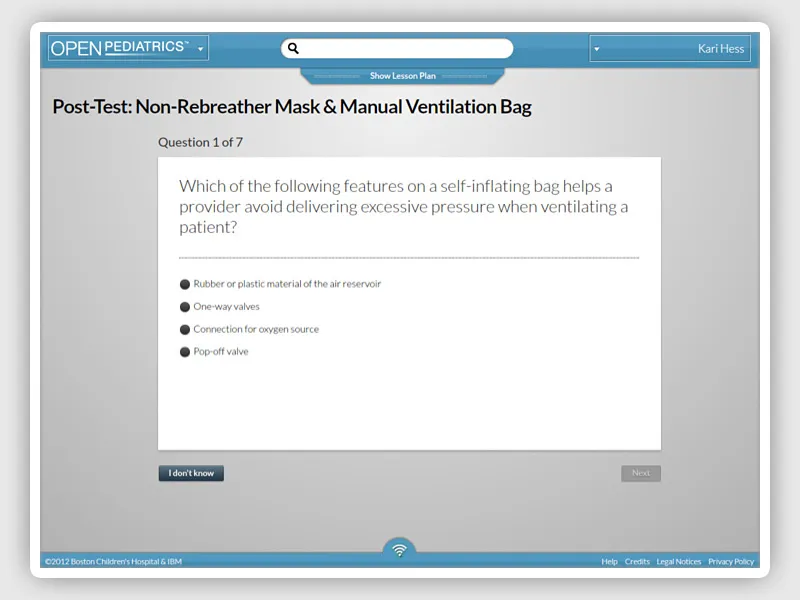 OPEN PEDIATRICS™
Kari Hess
Show Lesson Plan
Post-Test: Non-Rebreather Mask & Manual Ventilation Bag
Question 1 of 7
Which of the following features on a self-inflating bag helps a
provider avoid delivering excessive pressure when ventilating a
patient?
Rubber or plastic material of the air reservoir
One-way valves
Connection for oxygen source
Pop-off valve
I don't know
Next
©2012 Boston Children's Hospital & IBM
Help Credits Legal Notices Privacy Policy